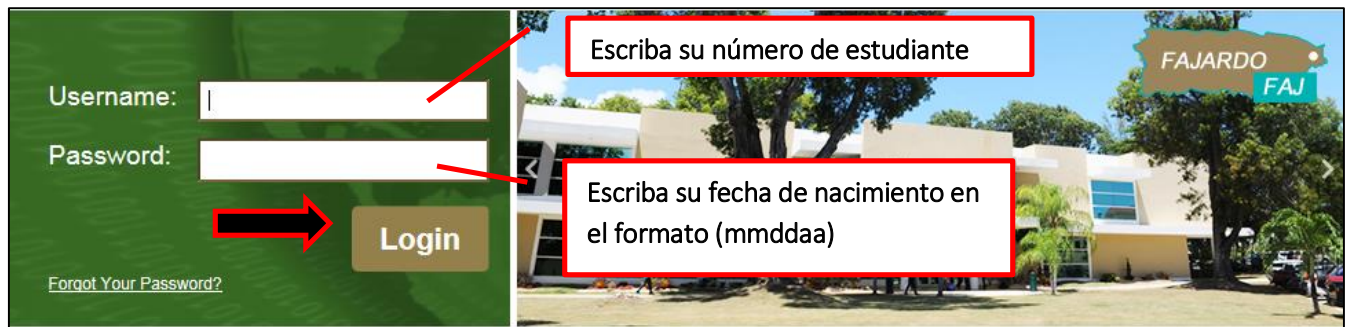 Escriba su número de estudiante
FAJARDO
FAJ
Username:
Password:
Escriba su fecha de nacimiento en
el formato (mmddaa)
Login
Forgot Your Password?